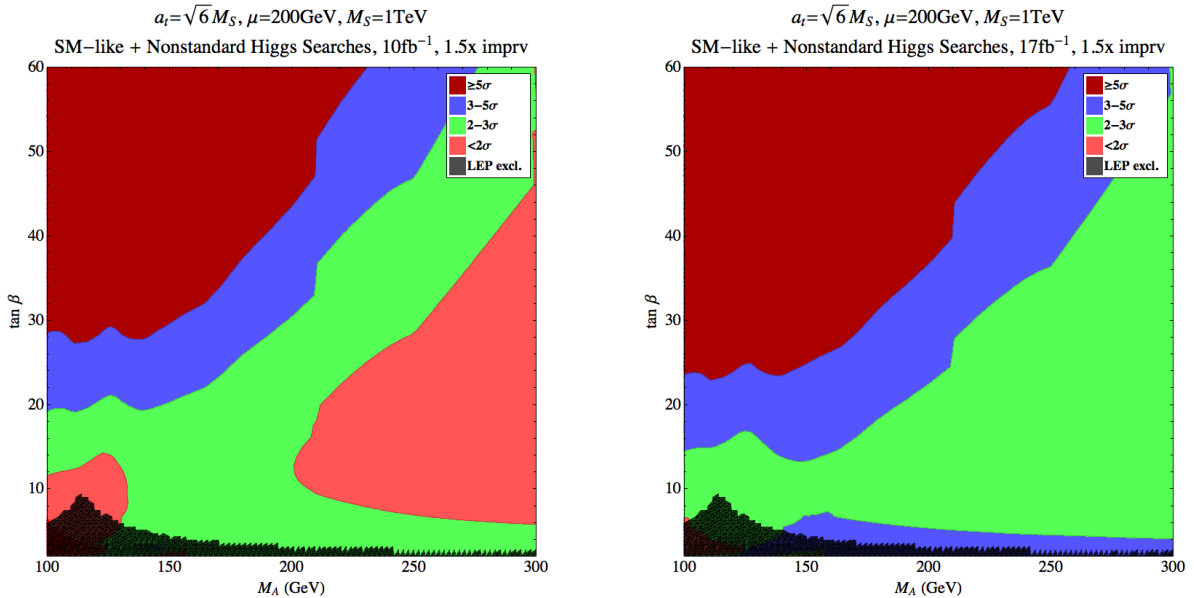 a_t=√6 M_S, μ=200GeV, M_S=1TeV
SM−like + Nonstandard Higgs Searches, 10fb⁻¹, 1.5x imprv
60
50
40
30
20
10
tan β
≥5σ
3−5σ
2−3σ
<2σ
LEP excl.
100 150 200 250 300
M_A (GeV)
a_t=√6 M_S, μ=200GeV, M_S=1TeV
SM−like + Nonstandard Higgs Searches, 17fb⁻¹, 1.5x imprv
60
50
40
30
20
10
tan β
≥5σ
3−5σ
2−3σ
<2σ
LEP excl.
100 150 200 250 300
M_A (GeV)